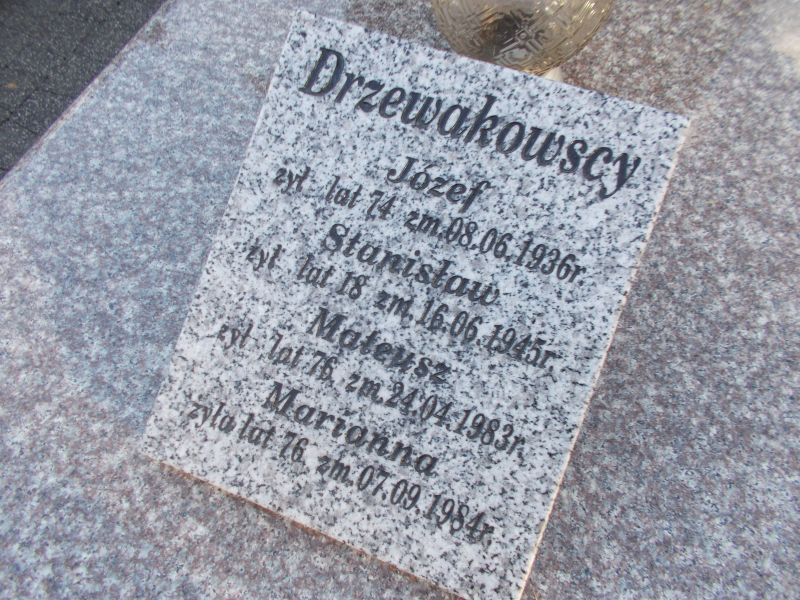 Drzewakowscy
Józef
żył lat 74 zm.08.06.1936r.
Stanisław
żył lat 18 zm.16.06.1945r.
Mateusz
żył lat 76 zm.24.04.1983r.
Marianna
żyła lat 76 zm.07.09.1984r.